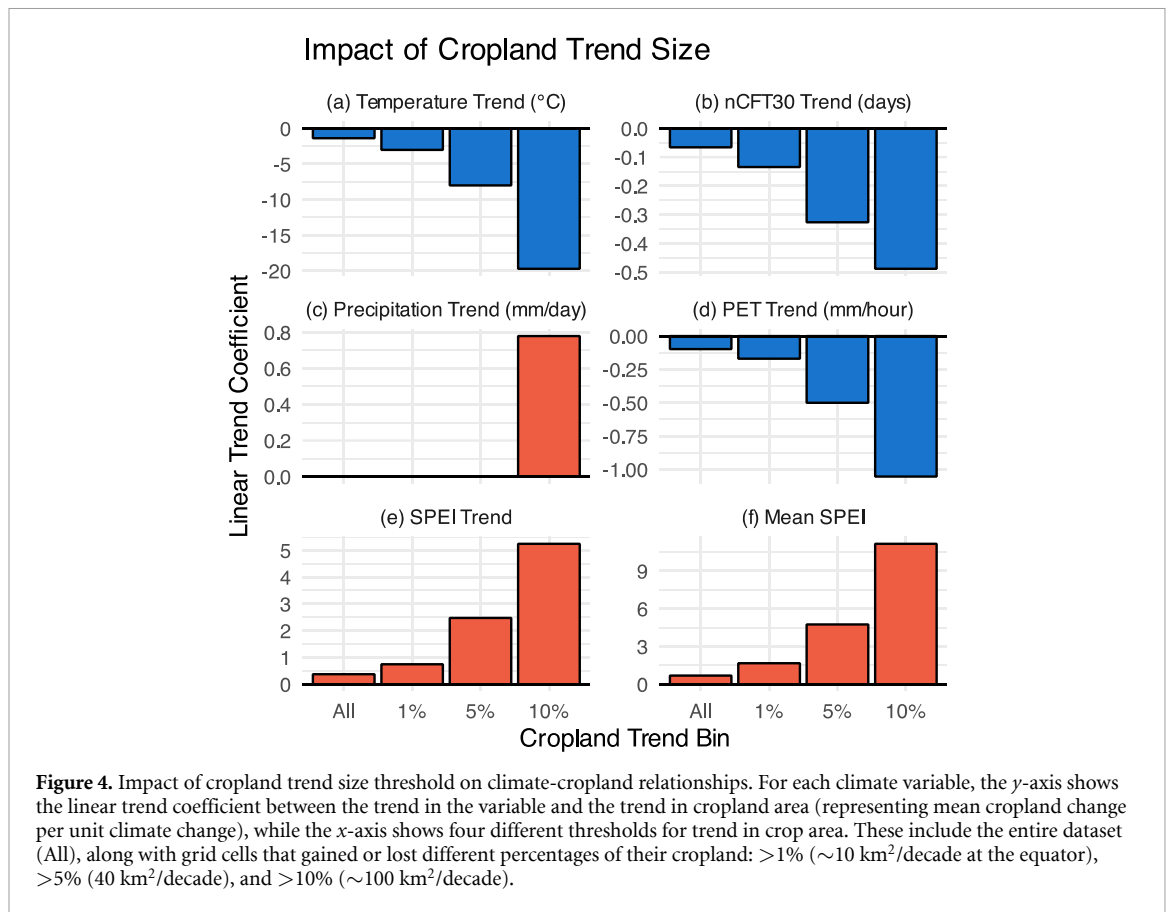 Impact of Cropland Trend Size
(a) Temperature Trend (°C)
(b) nCFT30 Trend (days)
0
-5
-10
-15
-20
0.0
-0.1
-0.2
-0.3
-0.4
-0.5
(c) Precipitation Trend (mm/day)
(d) PET Trend (mm/hour)
0.8
0.6
0.4
0.2
0.0
0.00
-0.25
-0.50
-0.75
-1.00
Linear Trend Coefficient
(e) SPEI Trend
(f) Mean SPEI
5
4
3
2
1
0
9
6
3
0
All 1% 5% 10%
All 1% 5% 10%
Cropland Trend Bin
Figure 4. Impact of cropland trend size threshold on climate-cropland relationships. For each climate variable, the y-axis shows
the linear trend coefficient between the trend in the variable and the trend in cropland area (representing mean cropland change
per unit climate change), while the x-axis shows four different thresholds for trend in crop area. These include the entire dataset
(All), along with grid cells that gained or lost different percentages of their cropland: >1% (∼10 km²/decade at the equator),
>5% (40 km²/decade), and >10% (∼100 km²/decade).